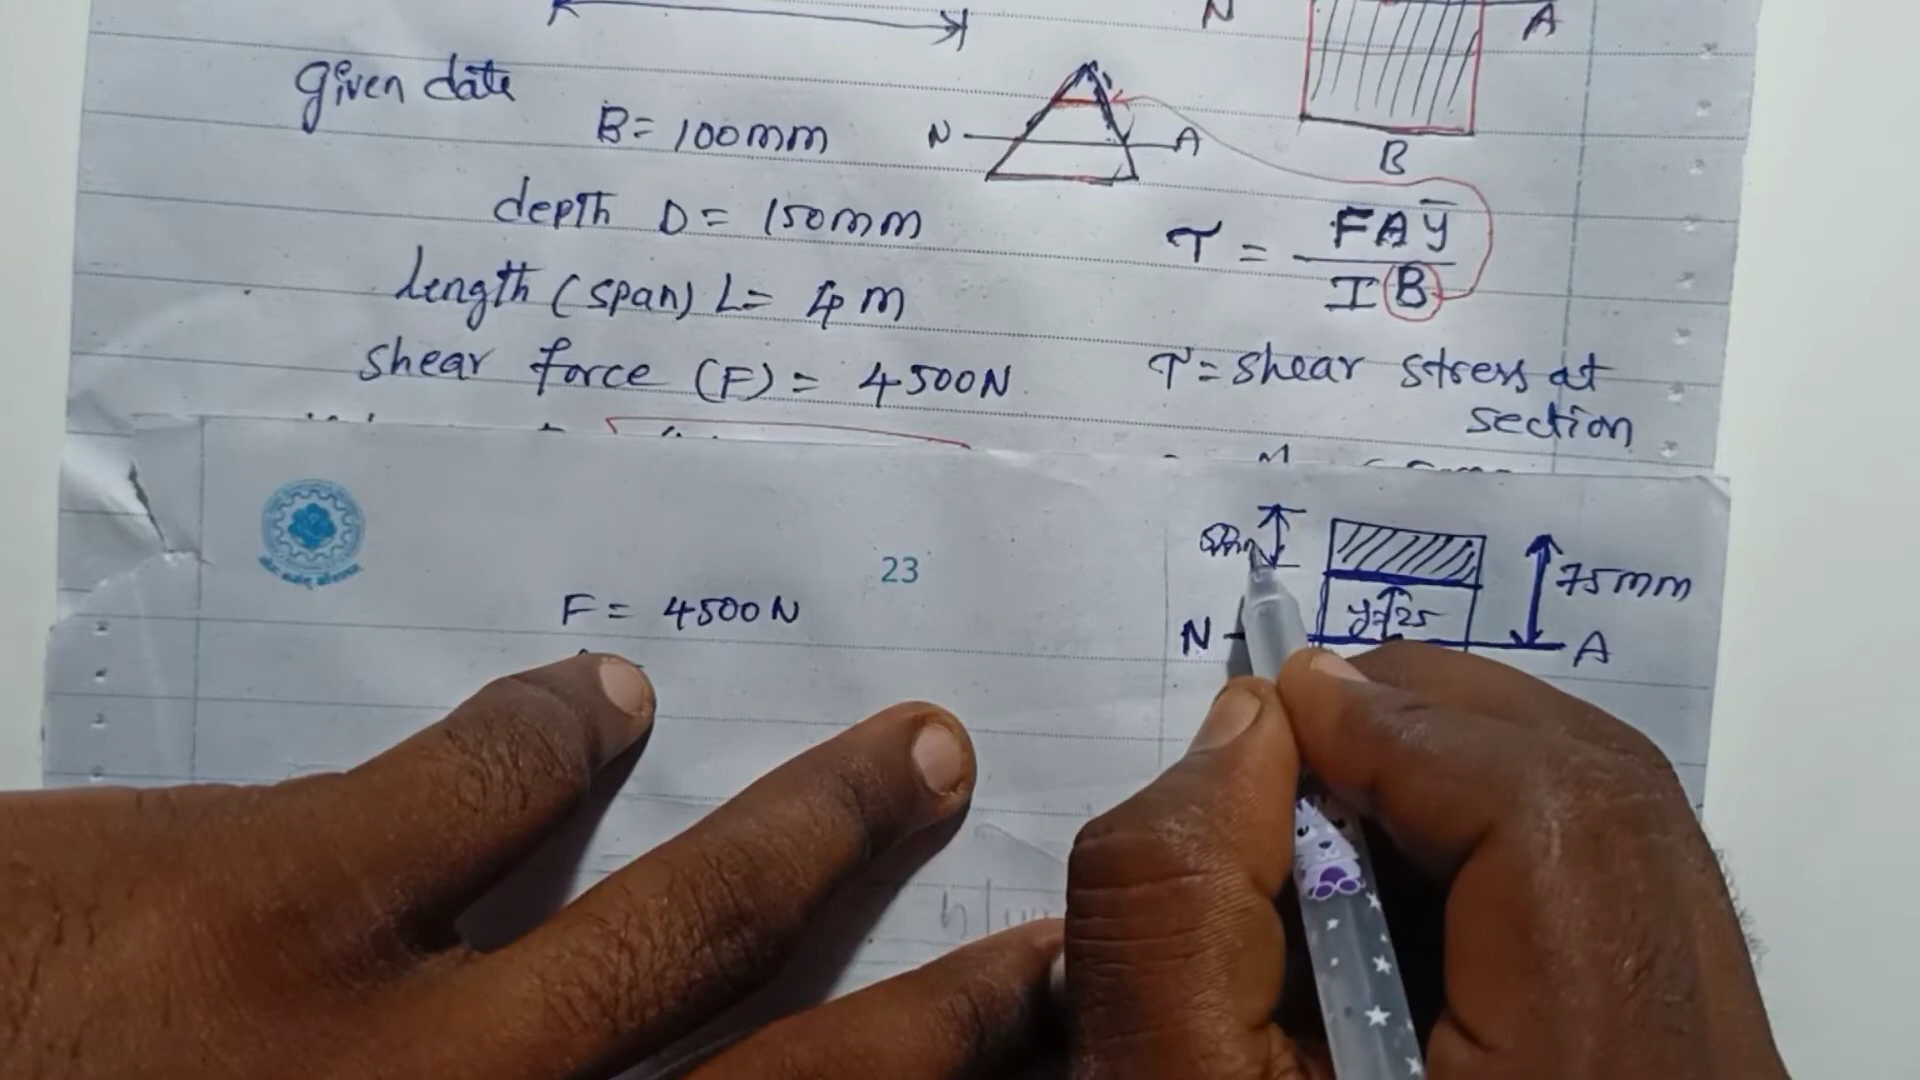 N A
given date
B = 100mm
N A
B
depth D = 150mm
τ = FAȳ
IB
length (span) L = 4m
shear force (F) = 4500N
τ = shear stress at
section
23
75mm
F = 4500N
y=25
N A